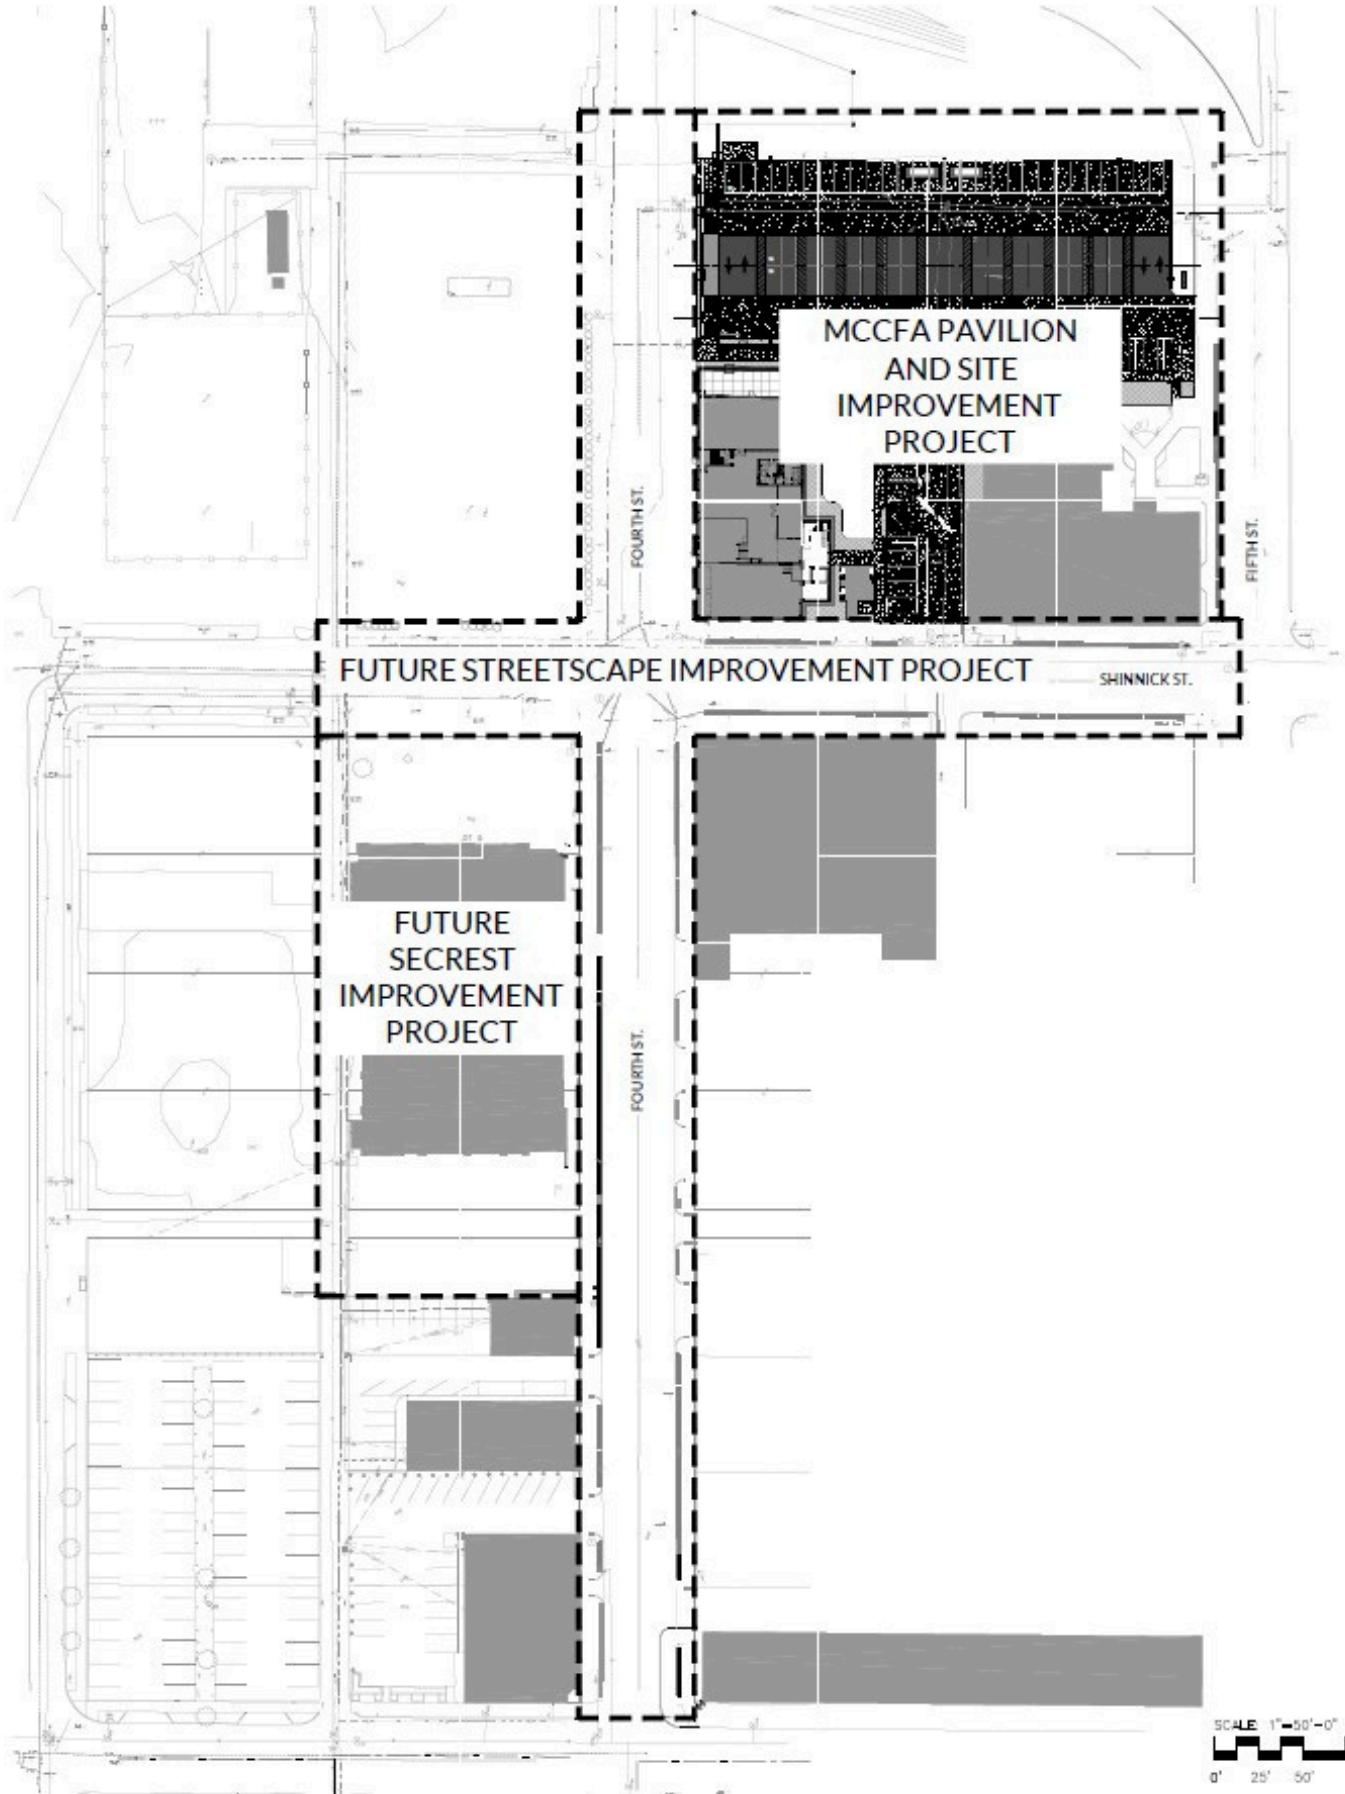 MCCFA PAVILION
AND SITE
IMPROVEMENT
PROJECT
FOURTH ST.
FIFTH ST.
FUTURE STREETSCAPE IMPROVEMENT PROJECT
SHINNICK ST.
FUTURE
SECREST
IMPROVEMENT
PROJECT
FOURTH ST.
SCALE: 1"=50'-0"
0' 25' 50'